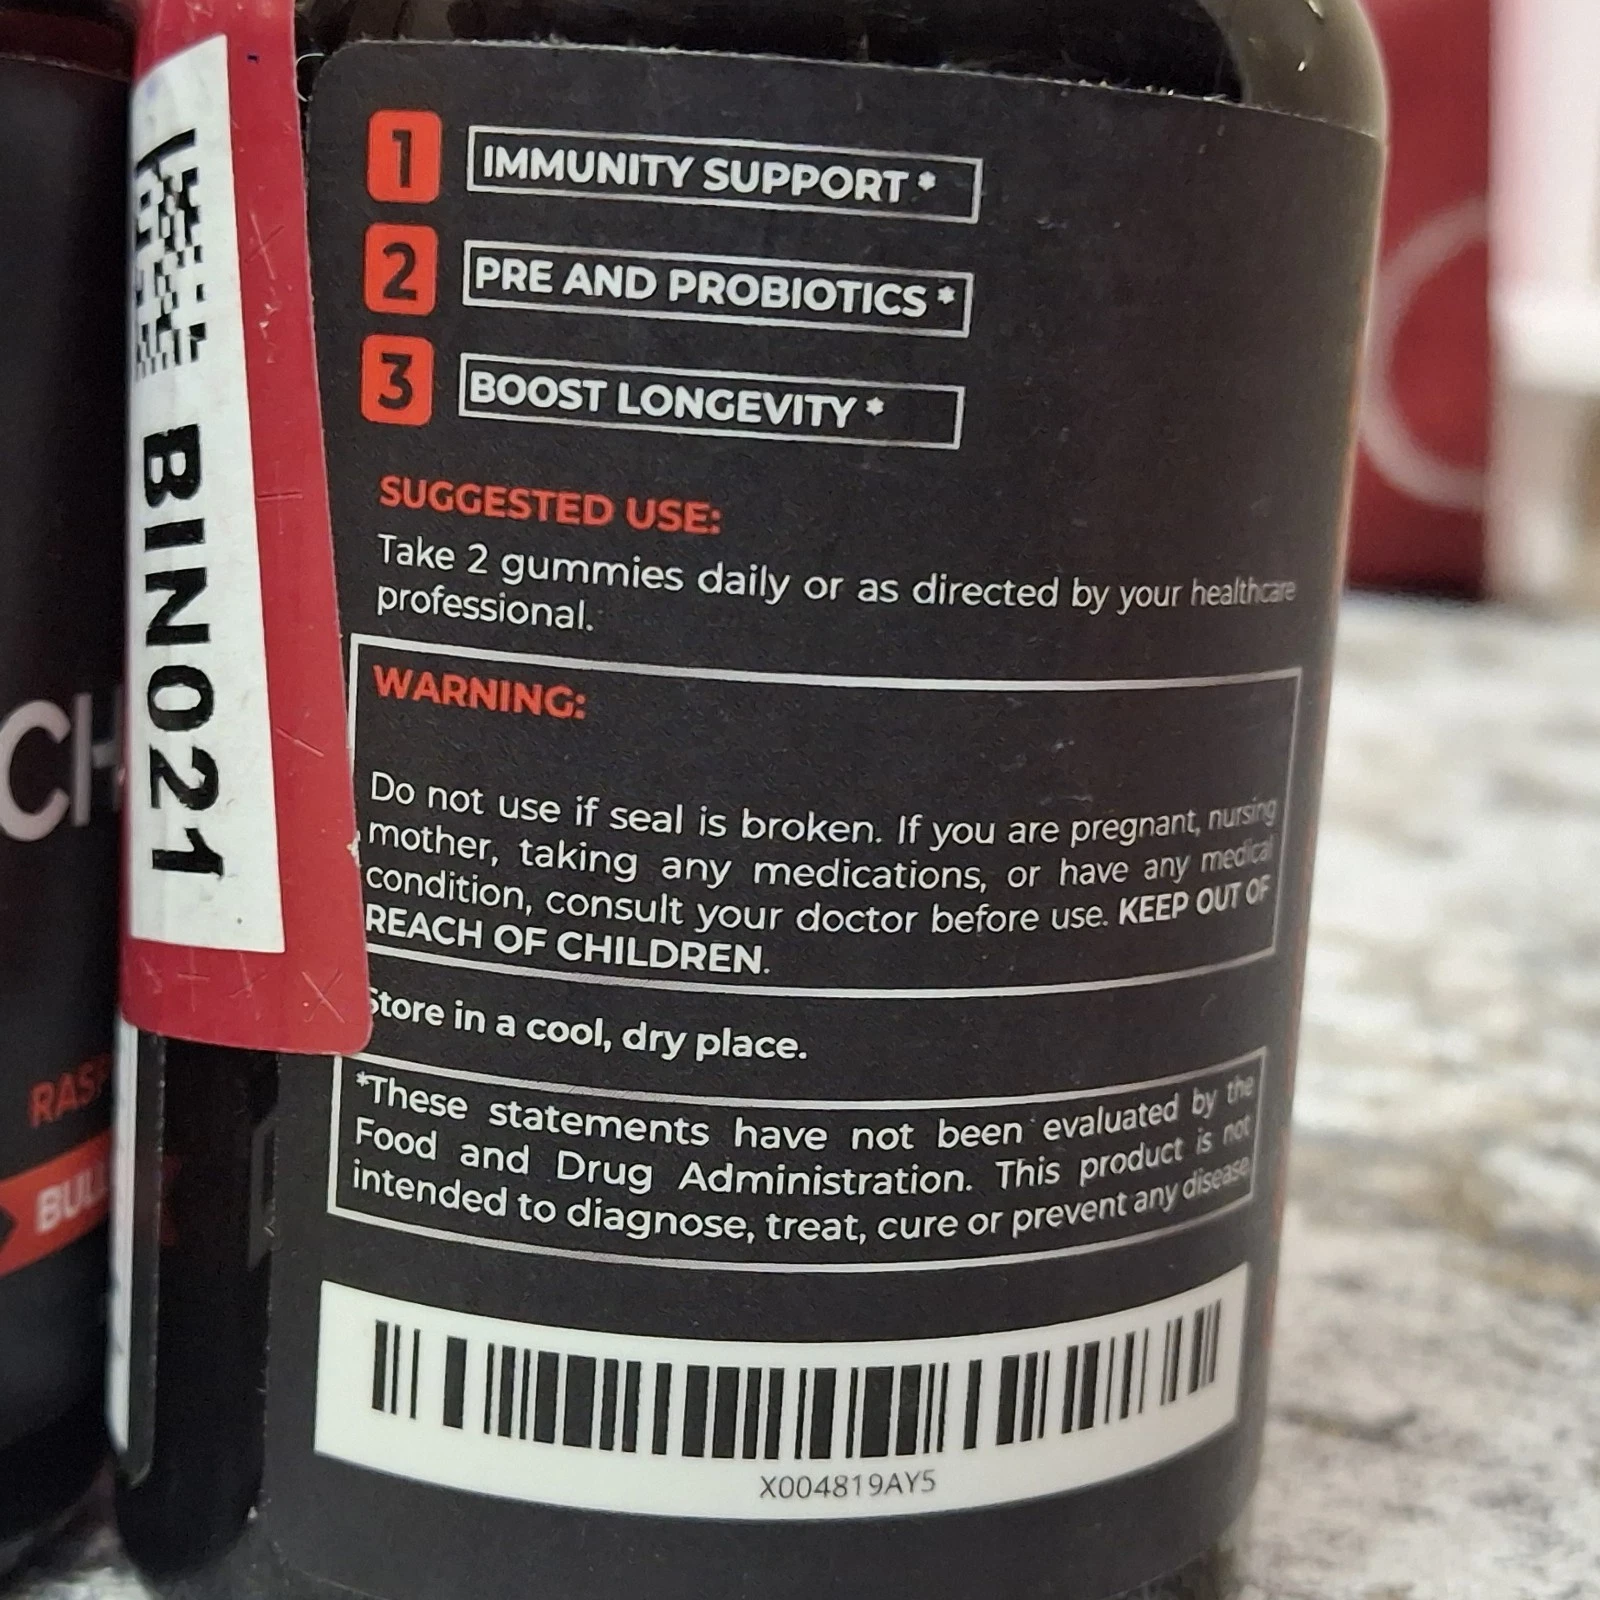 1 IMMUNITY SUPPORT *
2 PRE AND PROBIOTICS *
3 BOOST LONGEVITY *
SUGGESTED USE:
Take 2 gummies daily or as directed by your healthcare
professional.
WARNING:
Do not use if seal is broken. If you are pregnant, nursing
mother, taking any medications, or have any medical
condition, consult your doctor before use. KEEP OUT OF
REACH OF CHILDREN.
Store in a cool, dry place.
*These statements have not been evaluated by the
Food and Drug Administration. This product is not
intended to diagnose, treat, cure or prevent any disease
X004819AY5
BIN021